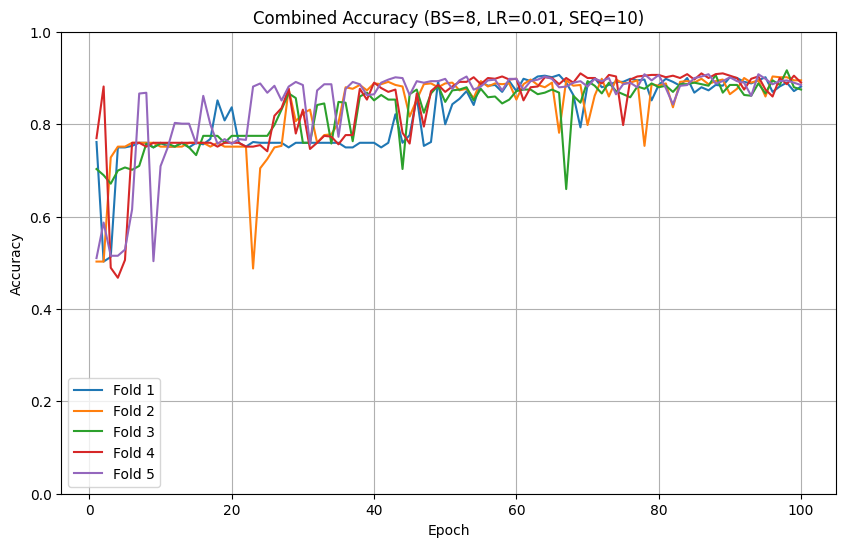 Combined Accuracy (BS=8, LR=0.01, SEQ=10)
1.0
0.8
0.6
0.4
0.2
0.0
Accuracy
Fold 1
Fold 2
Fold 3
Fold 4
Fold 5
0 20 40 60 80 100
Epoch